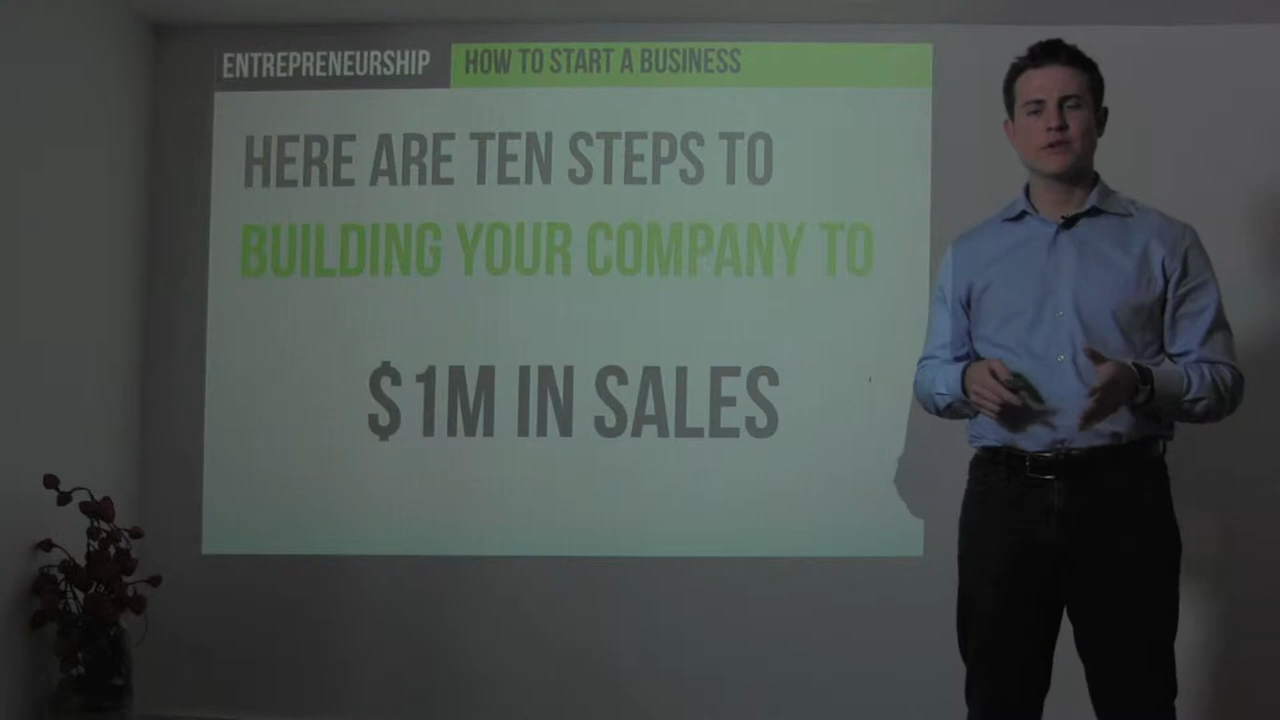 ENTREPRENEURSHIP HOW TO START A BUSINESS
HERE ARE TEN STEPS TO
BUILDING YOUR COMPANY TO
$1M IN SALES